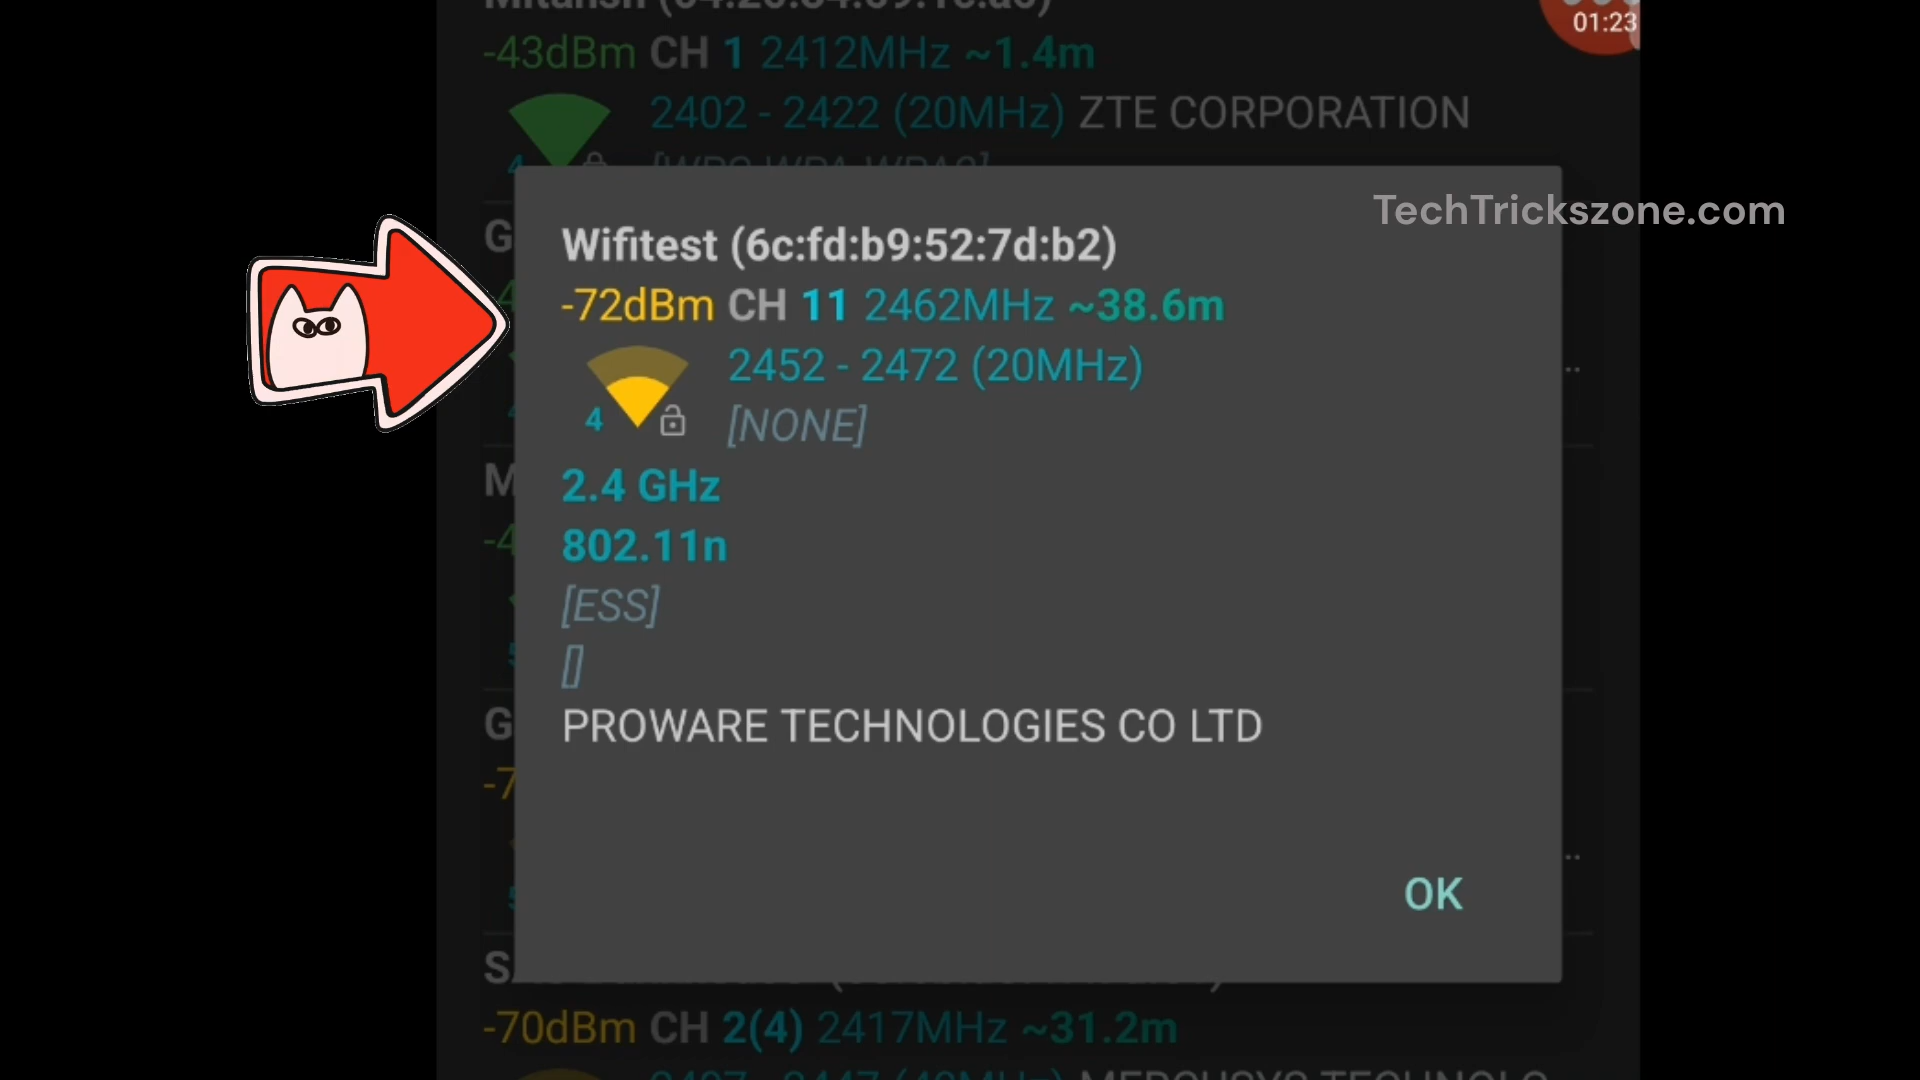 01:23
-43dBm CH 1 2412MHz ~1.4m
2402 - 2422 (20MHz) ZTE CORPORATION
4
TechTrickszone.com
Wifitest (6c:fd:b9:52:7d:b2)
-72dBm CH 11 2462MHz ~38.6m
2452 - 2472 (20MHz)
4 [NONE]
2.4 GHz
802.11n
[ESS]
[]
PROWARE TECHNOLOGIES CO LTD
OK
-70dBm CH 2(4) 2417MHz ~31.2m